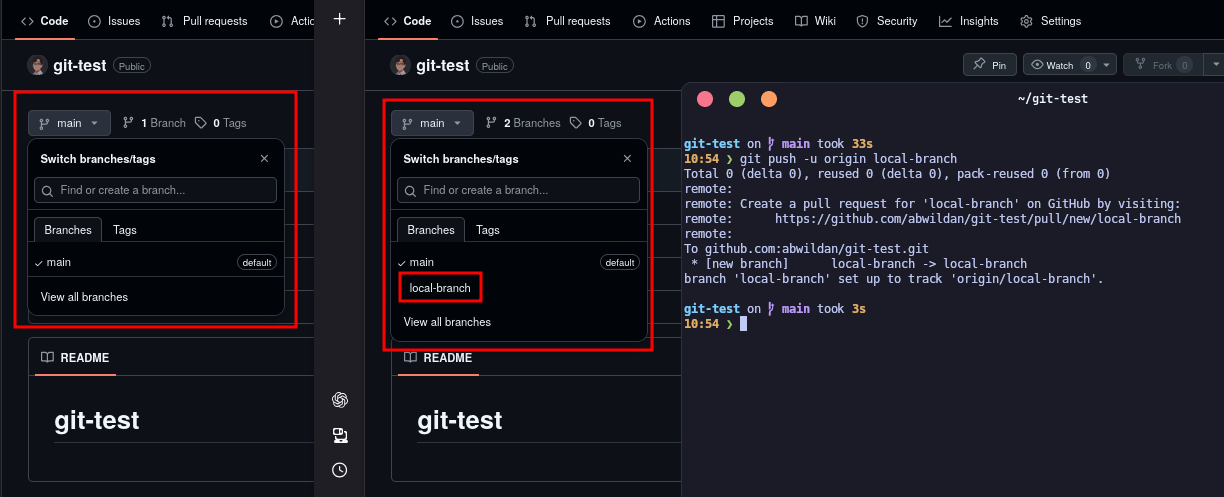 Code Issues Pull requests Actio
git-test Public
main 1 Branch 0 Tags
Switch branches/tags
Find or create a branch...
Branches Tags
main default
View all branches
README
git-test
Code Issues Pull requests Actions Projects Wiki Security Insights Settings
git-test Public Pin Watch 0 Fork 0
main 2 Branches 0 Tags
Switch branches/tags
Find or create a branch...
Branches Tags
main default
local-branch
View all branches
README
git-test
~/git-test
git-test on main took 33s
10:54 ❯ git push -u origin local-branch
Total 0 (delta 0), reused 0 (delta 0), pack-reused 0 (from 0)
remote:
remote: Create a pull request for 'local-branch' on GitHub by visiting:
remote:      https://github.com/abwildan/git-test/pull/new/local-branch
remote:
To github.com:abwildan/git-test.git
 * [new branch]      local-branch -> local-branch
branch 'local-branch' set up to track 'origin/local-branch'.
git-test on main took 3s
10:54 ❯